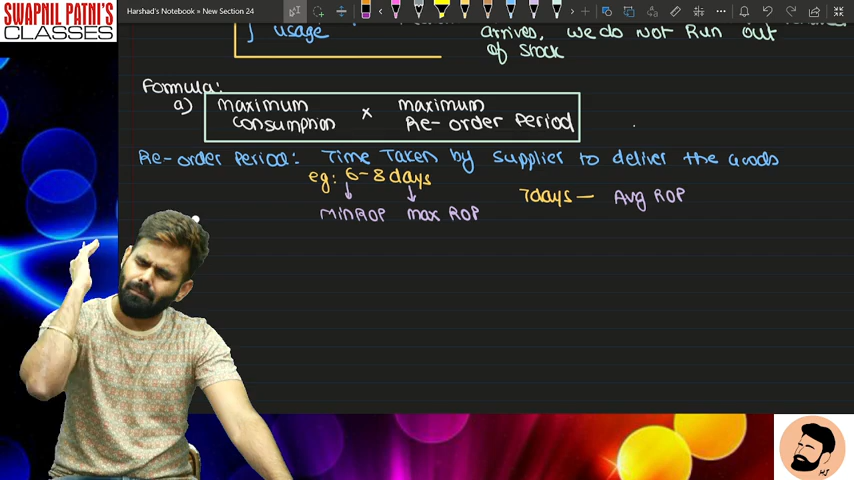 SWAPNIL PATNI'S
CLASSES
Harshad's Notebook » New Section 24
usage
arrives, we do not Run out
of stock
Formula:
a) maximum consumption x maximum Re-order Period
Re-order Period: Time Taken by supplier to deliver the Goods
eg: 6-8 days
7days — Avg ROP
Min ROP max ROP